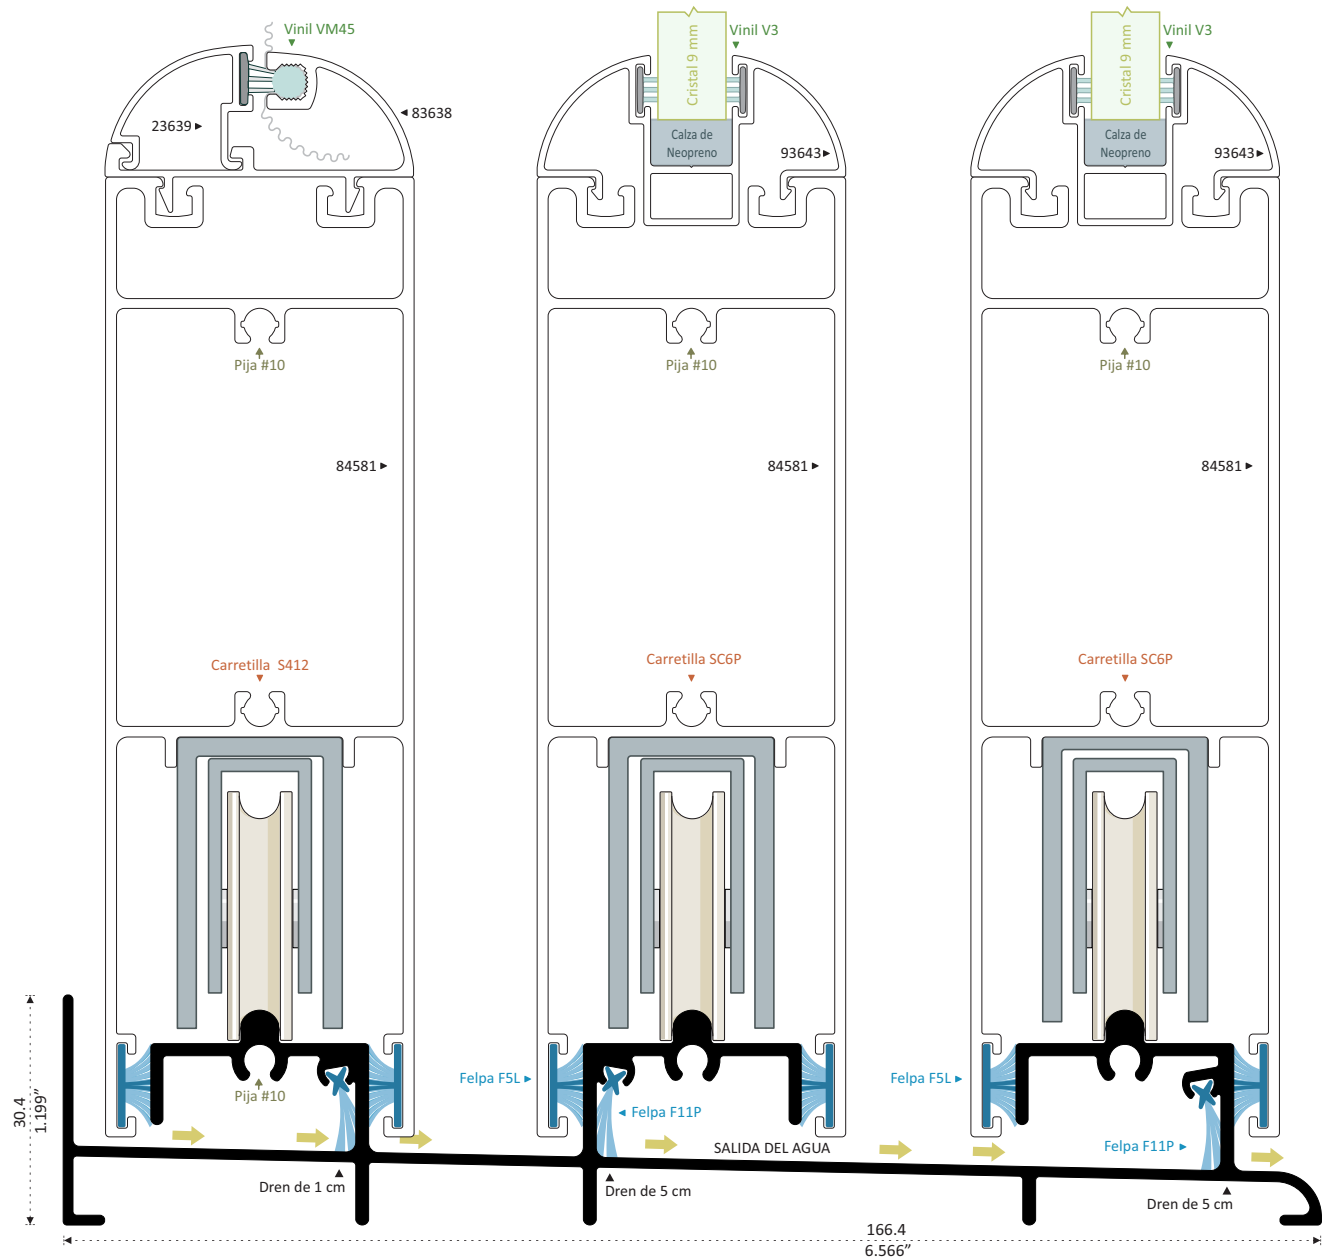 Vinil VM45
Vinil V3
Vinil V3
Cristal 9 mm
Cristal 9 mm
83638
23639
Calza de
Neopreno
Calza de
Neopreno
93643
93643
Pija #10
Pija #10
Pija #10
84581
84581
84581
Carretilla S412
Carretilla SC6P
Carretilla SC6P
Felpa F5L
Felpa F5L
Pija #10
Felpa F11P
Felpa F11P
SALIDA DEL AGUA
Dren de 1 cm
Dren de 5 cm
Dren de 5 cm
30.4
1.199”
166.4
6.566”